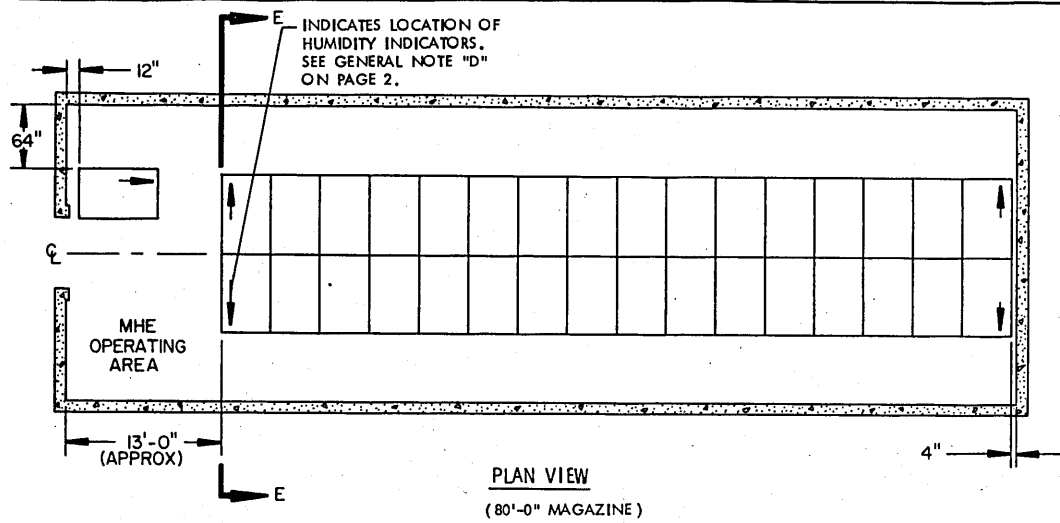 E
INDICATES LOCATION OF
HUMIDITY INDICATORS.
SEE GENERAL NOTE "D"
ON PAGE 2.
12"
64"
℄
MHE
OPERATING
AREA
13'-0"
(APPROX)
4"
E
PLAN VIEW
(80'-0" MAGAZINE)